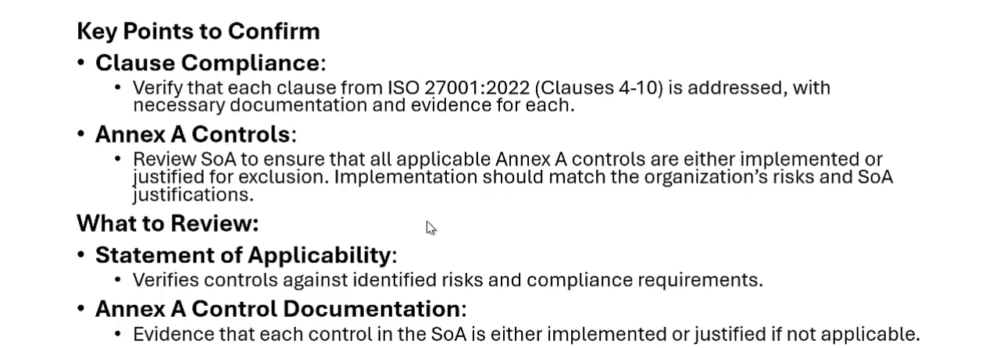 Key Points to Confirm
• Clause Compliance:
• Verify that each clause from ISO 27001:2022 (Clauses 4-10) is addressed, with
necessary documentation and evidence for each.
• Annex A Controls:
• Review SoA to ensure that all applicable Annex A controls are either implemented or
justified for exclusion. Implementation should match the organization’s risks and SoA
justifications.
What to Review:
• Statement of Applicability:
• Verifies controls against identified risks and compliance requirements.
• Annex A Control Documentation:
• Evidence that each control in the SoA is either implemented or justified if not applicable.